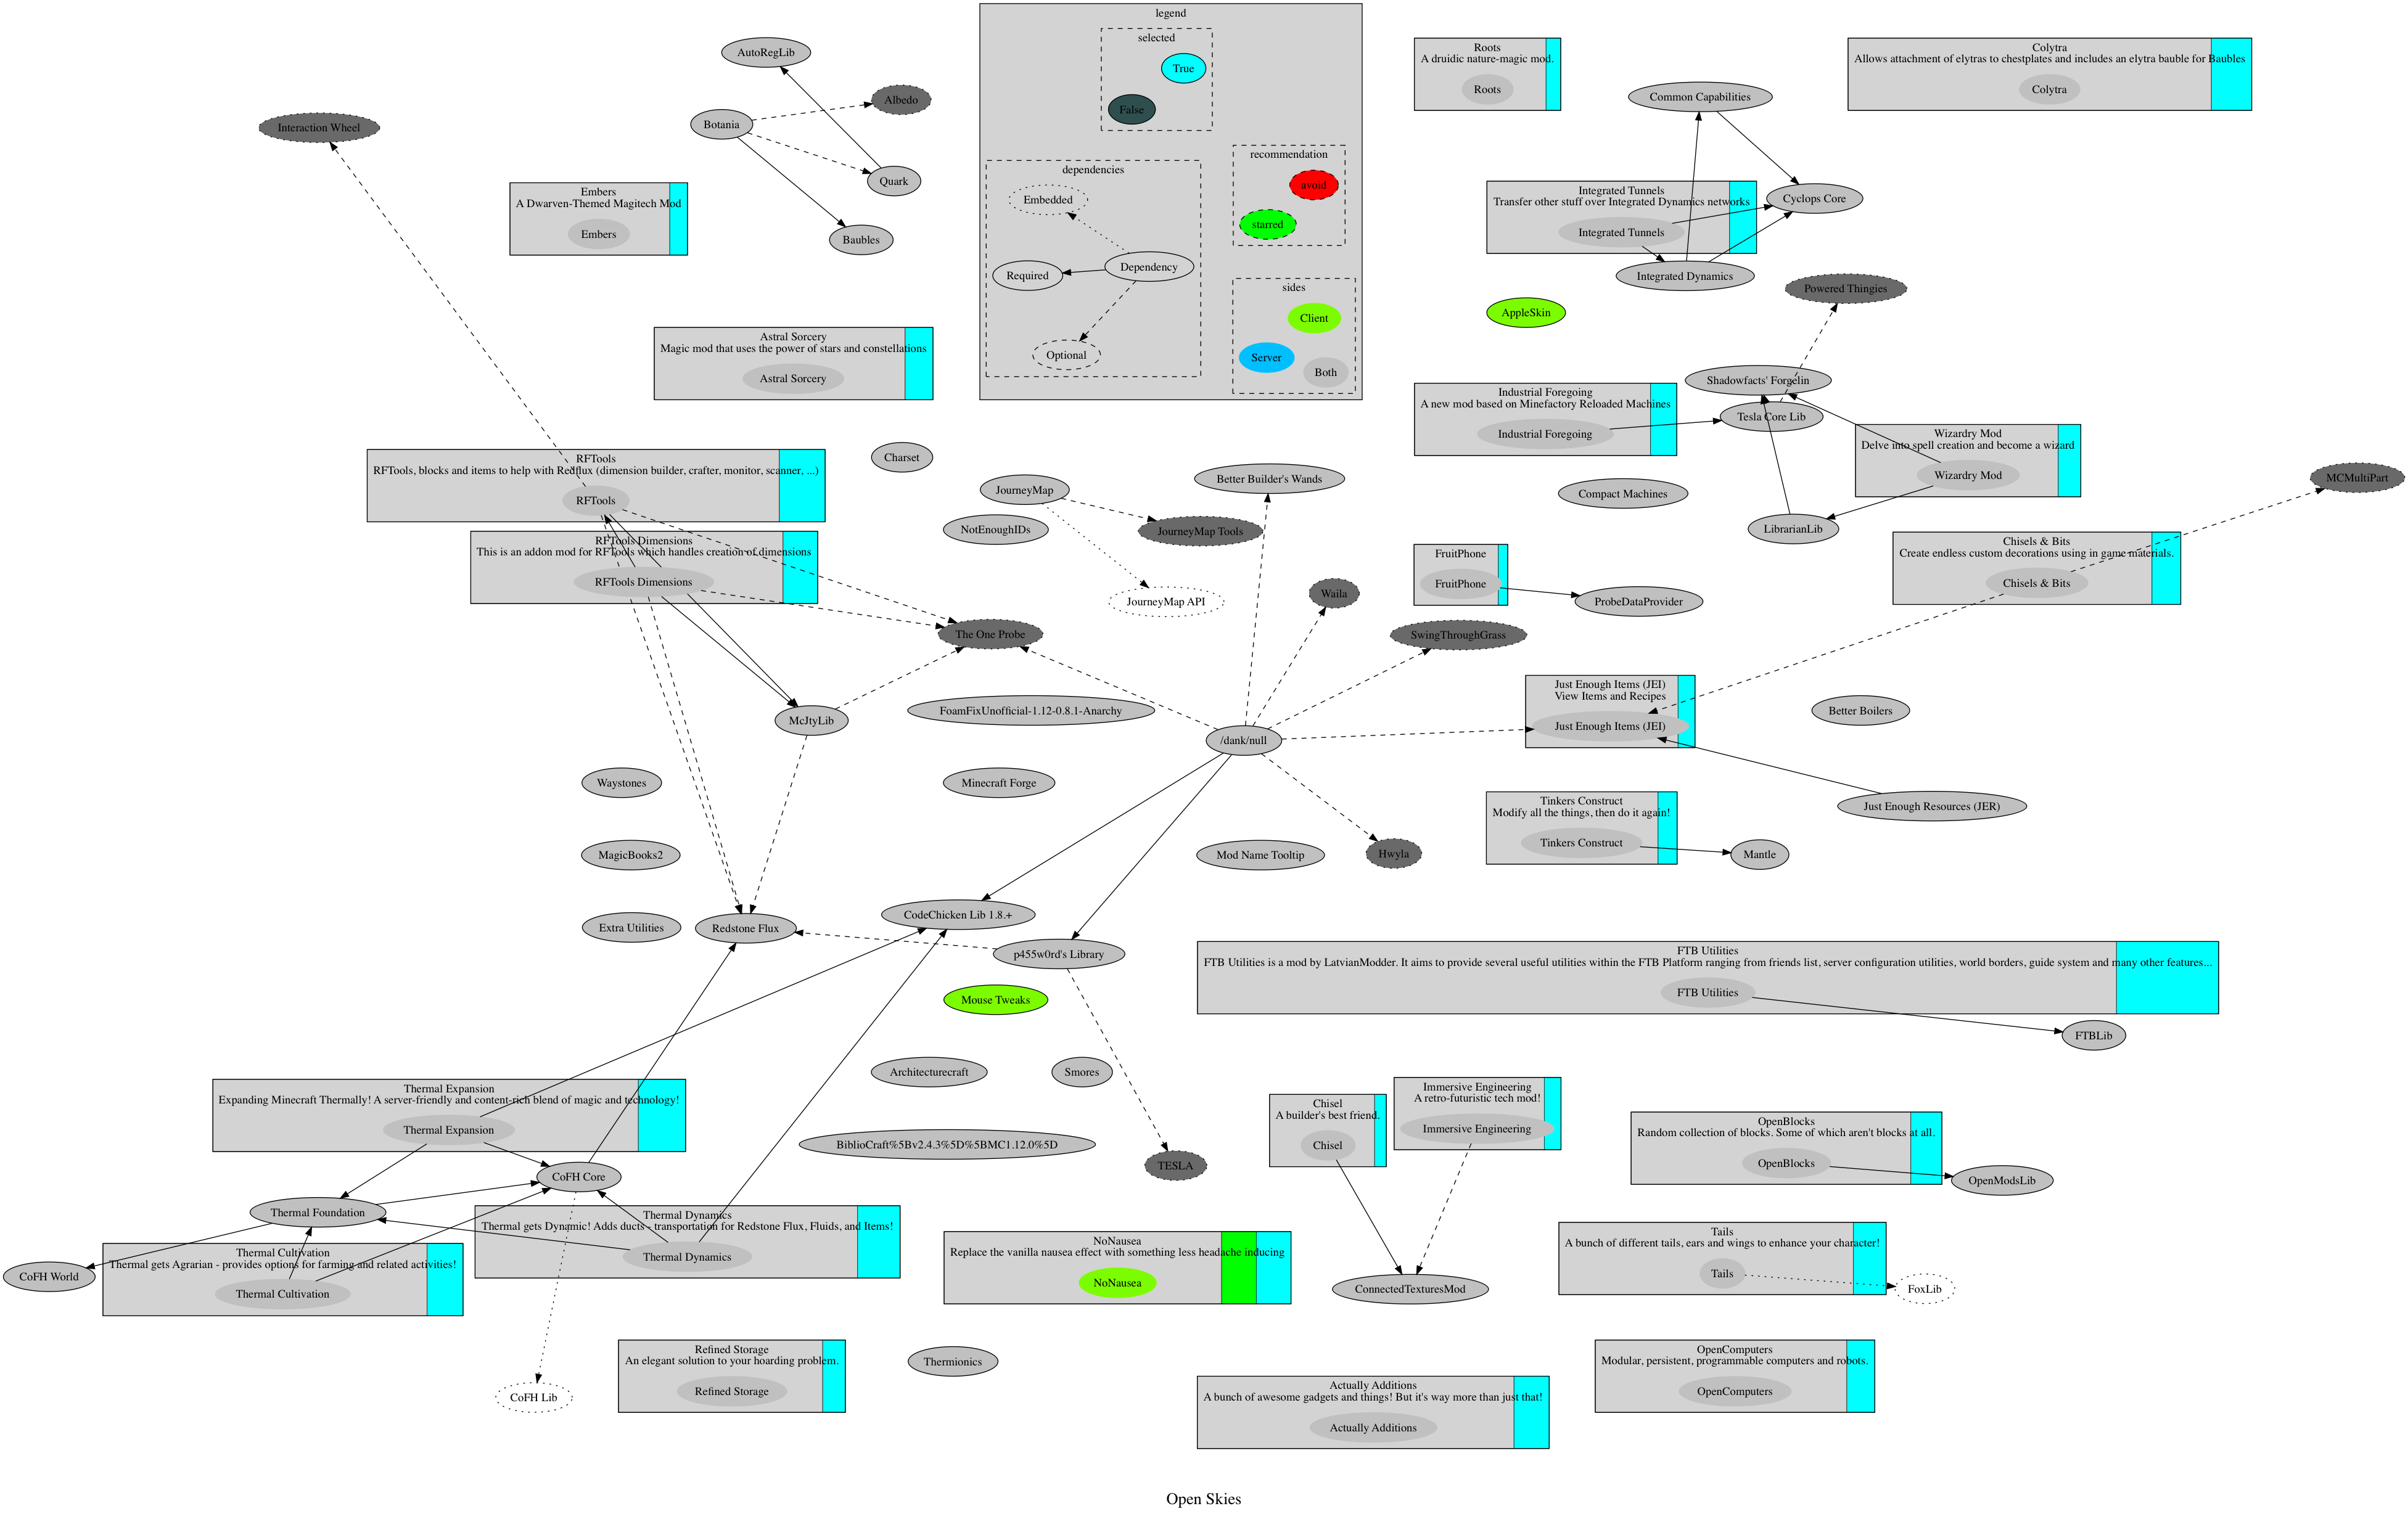 legend
selected
True
False
recommendation
avoid
starred
dependencies
Embedded
Required
Dependency
Optional
sides
Client
Server
Both
AutoRegLib
Albedo
Botania
Interaction Wheel
Quark
Baubles
Embers
A Dwarven-Themed Magitech Mod
Embers
Roots
A druidic nature-magic mod.
Roots
Common Capabilities
Colytra
Allows attachment of elytras to chestplates and includes an elytra bauble for Baubles
Colytra
Integrated Tunnels
Transfer other stuff over Integrated Dynamics networks
Integrated Tunnels
Cyclops Core
Integrated Dynamics
Powered Thingies
AppleSkin
Astral Sorcery
Magic mod that uses the power of stars and constellations
Astral Sorcery
Shadowfacts' Forgelin
Industrial Foregoing
A new mod based on Minefactory Reloaded Machines
Industrial Foregoing
Tesla Core Lib
Wizardry Mod
Delve into spell creation and become a wizard
Wizardry Mod
MCMultiPart
Charset
RFTools
RFTools, blocks and items to help with Redflux (dimension builder, crafter, monitor, scanner, ...)
RFTools
JourneyMap
Better Builder's Wands
Compact Machines
NotEnoughIDs
JourneyMap Tools
LibrarianLib
RFTools Dimensions
This is an addon mod for RFTools which handles creation of dimensions
RFTools Dimensions
Chisels & Bits
Create endless custom decorations using in game materials.
Chisels & Bits
FruitPhone
FruitPhone
ProbeDataProvider
JourneyMap API
Waila
The One Probe
SwingThroughGrass
Just Enough Items (JEI)
View Items and Recipes
Just Enough Items (JEI)
McJtyLib
FoamFixUnofficial-1.12-0.8.1-Anarchy
Better Boilers
/dank/null
Waystones
Minecraft Forge
Just Enough Resources (JER)
Tinkers Construct
Modify all the things, then do it again!
Tinkers Construct
Mantle
MagicBooks2
Mod Name Tooltip
Hwyla
CodeChicken Lib 1.8.+
Extra Utilities
Redstone Flux
p455w0rd's Library
FTB Utilities
FTB Utilities is a mod by LatvianModder. It aims to provide several useful utilities within the FTB Platform ranging from friends list, server configuration utilities, world borders, guide system and many other features...
FTB Utilities
FTBLib
Mouse Tweaks
Architecturecraft
Smores
Thermal Expansion
Expanding Minecraft Thermally! A server-friendly and content-rich blend of magic and technology!
Thermal Expansion
Chisel
A builder's best friend.
Chisel
Immersive Engineering
A retro-futuristic tech mod!
Immersive Engineering
OpenBlocks
Random collection of blocks. Some of which aren't blocks at all.
OpenBlocks
OpenModsLib
BiblioCraft%5Bv2.4.3%5D%5BMC1.12.0%5D
TESLA
CoFH Core
Thermal Foundation
Thermal Dynamics
Thermal gets Dynamic! Adds ducts - transportation for Redstone Flux, Fluids, and Items!
Thermal Dynamics
Thermal Cultivation
Thermal gets Agrarian - provides options for farming and related activities!
Thermal Cultivation
CoFH World
NoNausea
Replace the vanilla nausea effect with something less headache inducing
NoNausea
ConnectedTexturesMod
Tails
A bunch of different tails, ears and wings to enhance your character!
Tails
FoxLib
Refined Storage
An elegant solution to your hoarding problem.
Refined Storage
Thermionics
CoFH Lib
OpenComputers
Modular, persistent, programmable computers and robots.
OpenComputers
Actually Additions
A bunch of awesome gadgets and things! But it's way more than just that!
Actually Additions
Open Skies